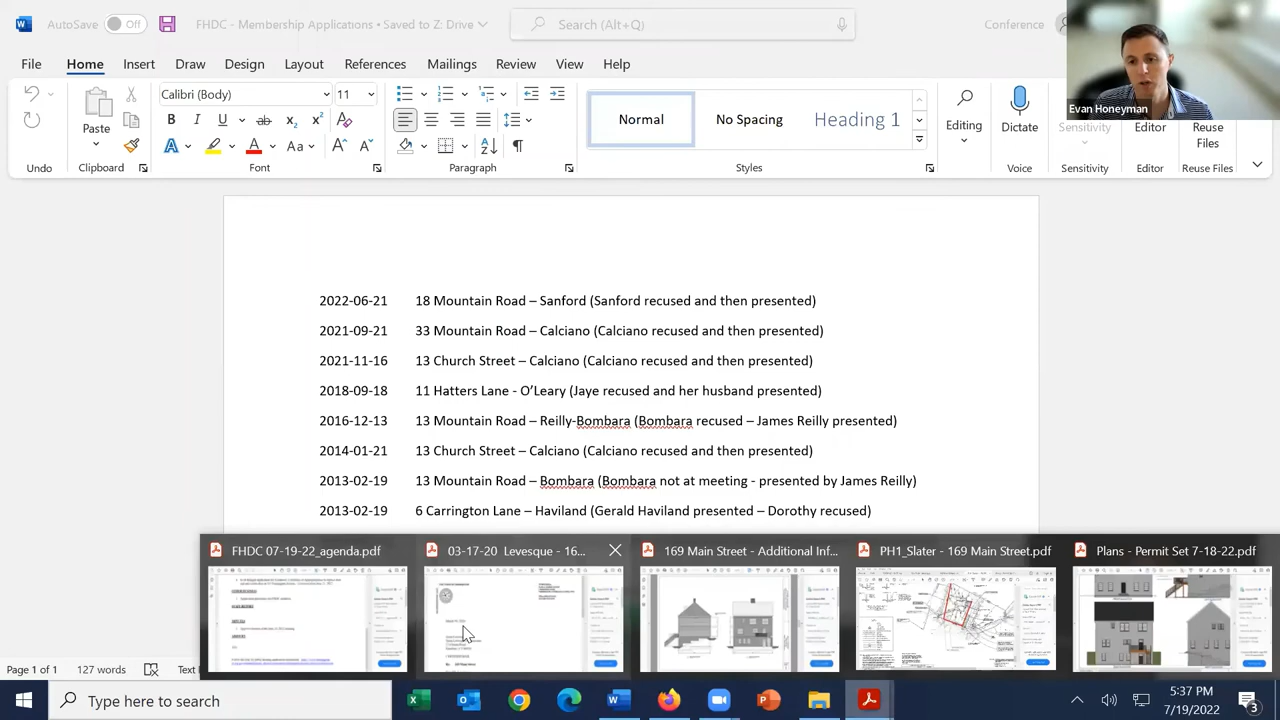 AutoSave Off FHDC - Membership Applications • Saved to Z: Drive Search (Alt+Q) Conference
File Home Insert Draw Design Layout References Mailings Review View Help
Evan Honeyman
Calibri (Body) 11
Paste
Normal
No Spacing
Heading 1
Editing
Dictate
Sensitivity
Editor
Reuse
Files
Undo Clipboard Font Paragraph Styles Voice Sensitivity Editor Reuse Files
2022-06-21 18 Mountain Road – Sanford (Sanford recused and then presented)
2021-09-21 33 Mountain Road – Calciano (Calciano recused and then presented)
2021-11-16 13 Church Street – Calciano (Calciano recused and then presented)
2018-09-18 11 Hatters Lane - O’Leary (Jaye recused and her husband presented)
2016-12-13 13 Mountain Road – Reilly-Bombara (Bombara recused – James Reilly presented)
2014-01-21 13 Church Street – Calciano (Calciano recused and then presented)
2013-02-19 13 Mountain Road – Bombara (Bombara not at meeting - presented by James Reilly)
2013-02-19 6 Carrington Lane – Haviland (Gerald Haviland presented – Dorothy recused)
FHDC 07-19-22_agenda.pdf
03-17-20 Levesque - 16...
169 Main Street - Additional Inf...
PH1_Slater - 169 Main Street.pdf
Plans - Permit Set 7-18-22.pdf
Page 1 of 1 127 words Text
Type here to search
5:37 PM
7/19/2022
3